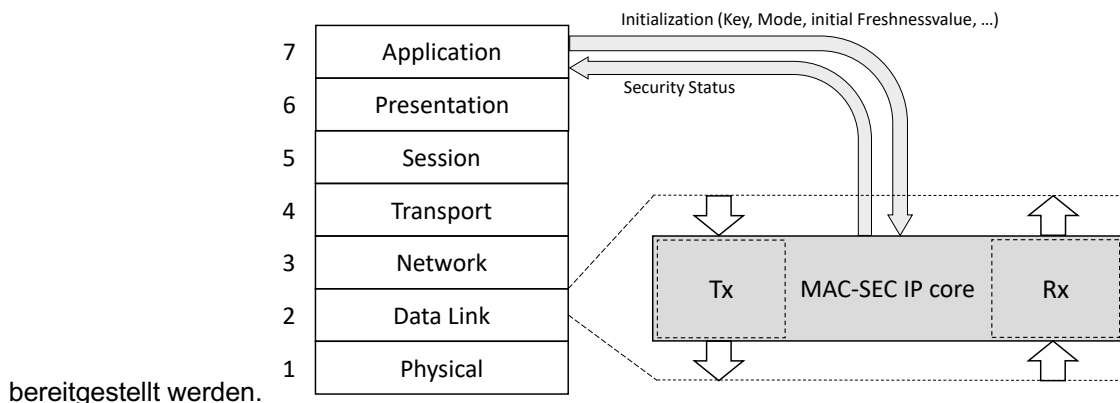 Initialization (Key, Mode, initial Freshnessvalue, ...)
7 Application
Security Status
6 Presentation
5 Session
4 Transport
3 Network
Tx MAC-SEC IP core Rx
2 Data Link
1 Physical
bereitgestellt werden.